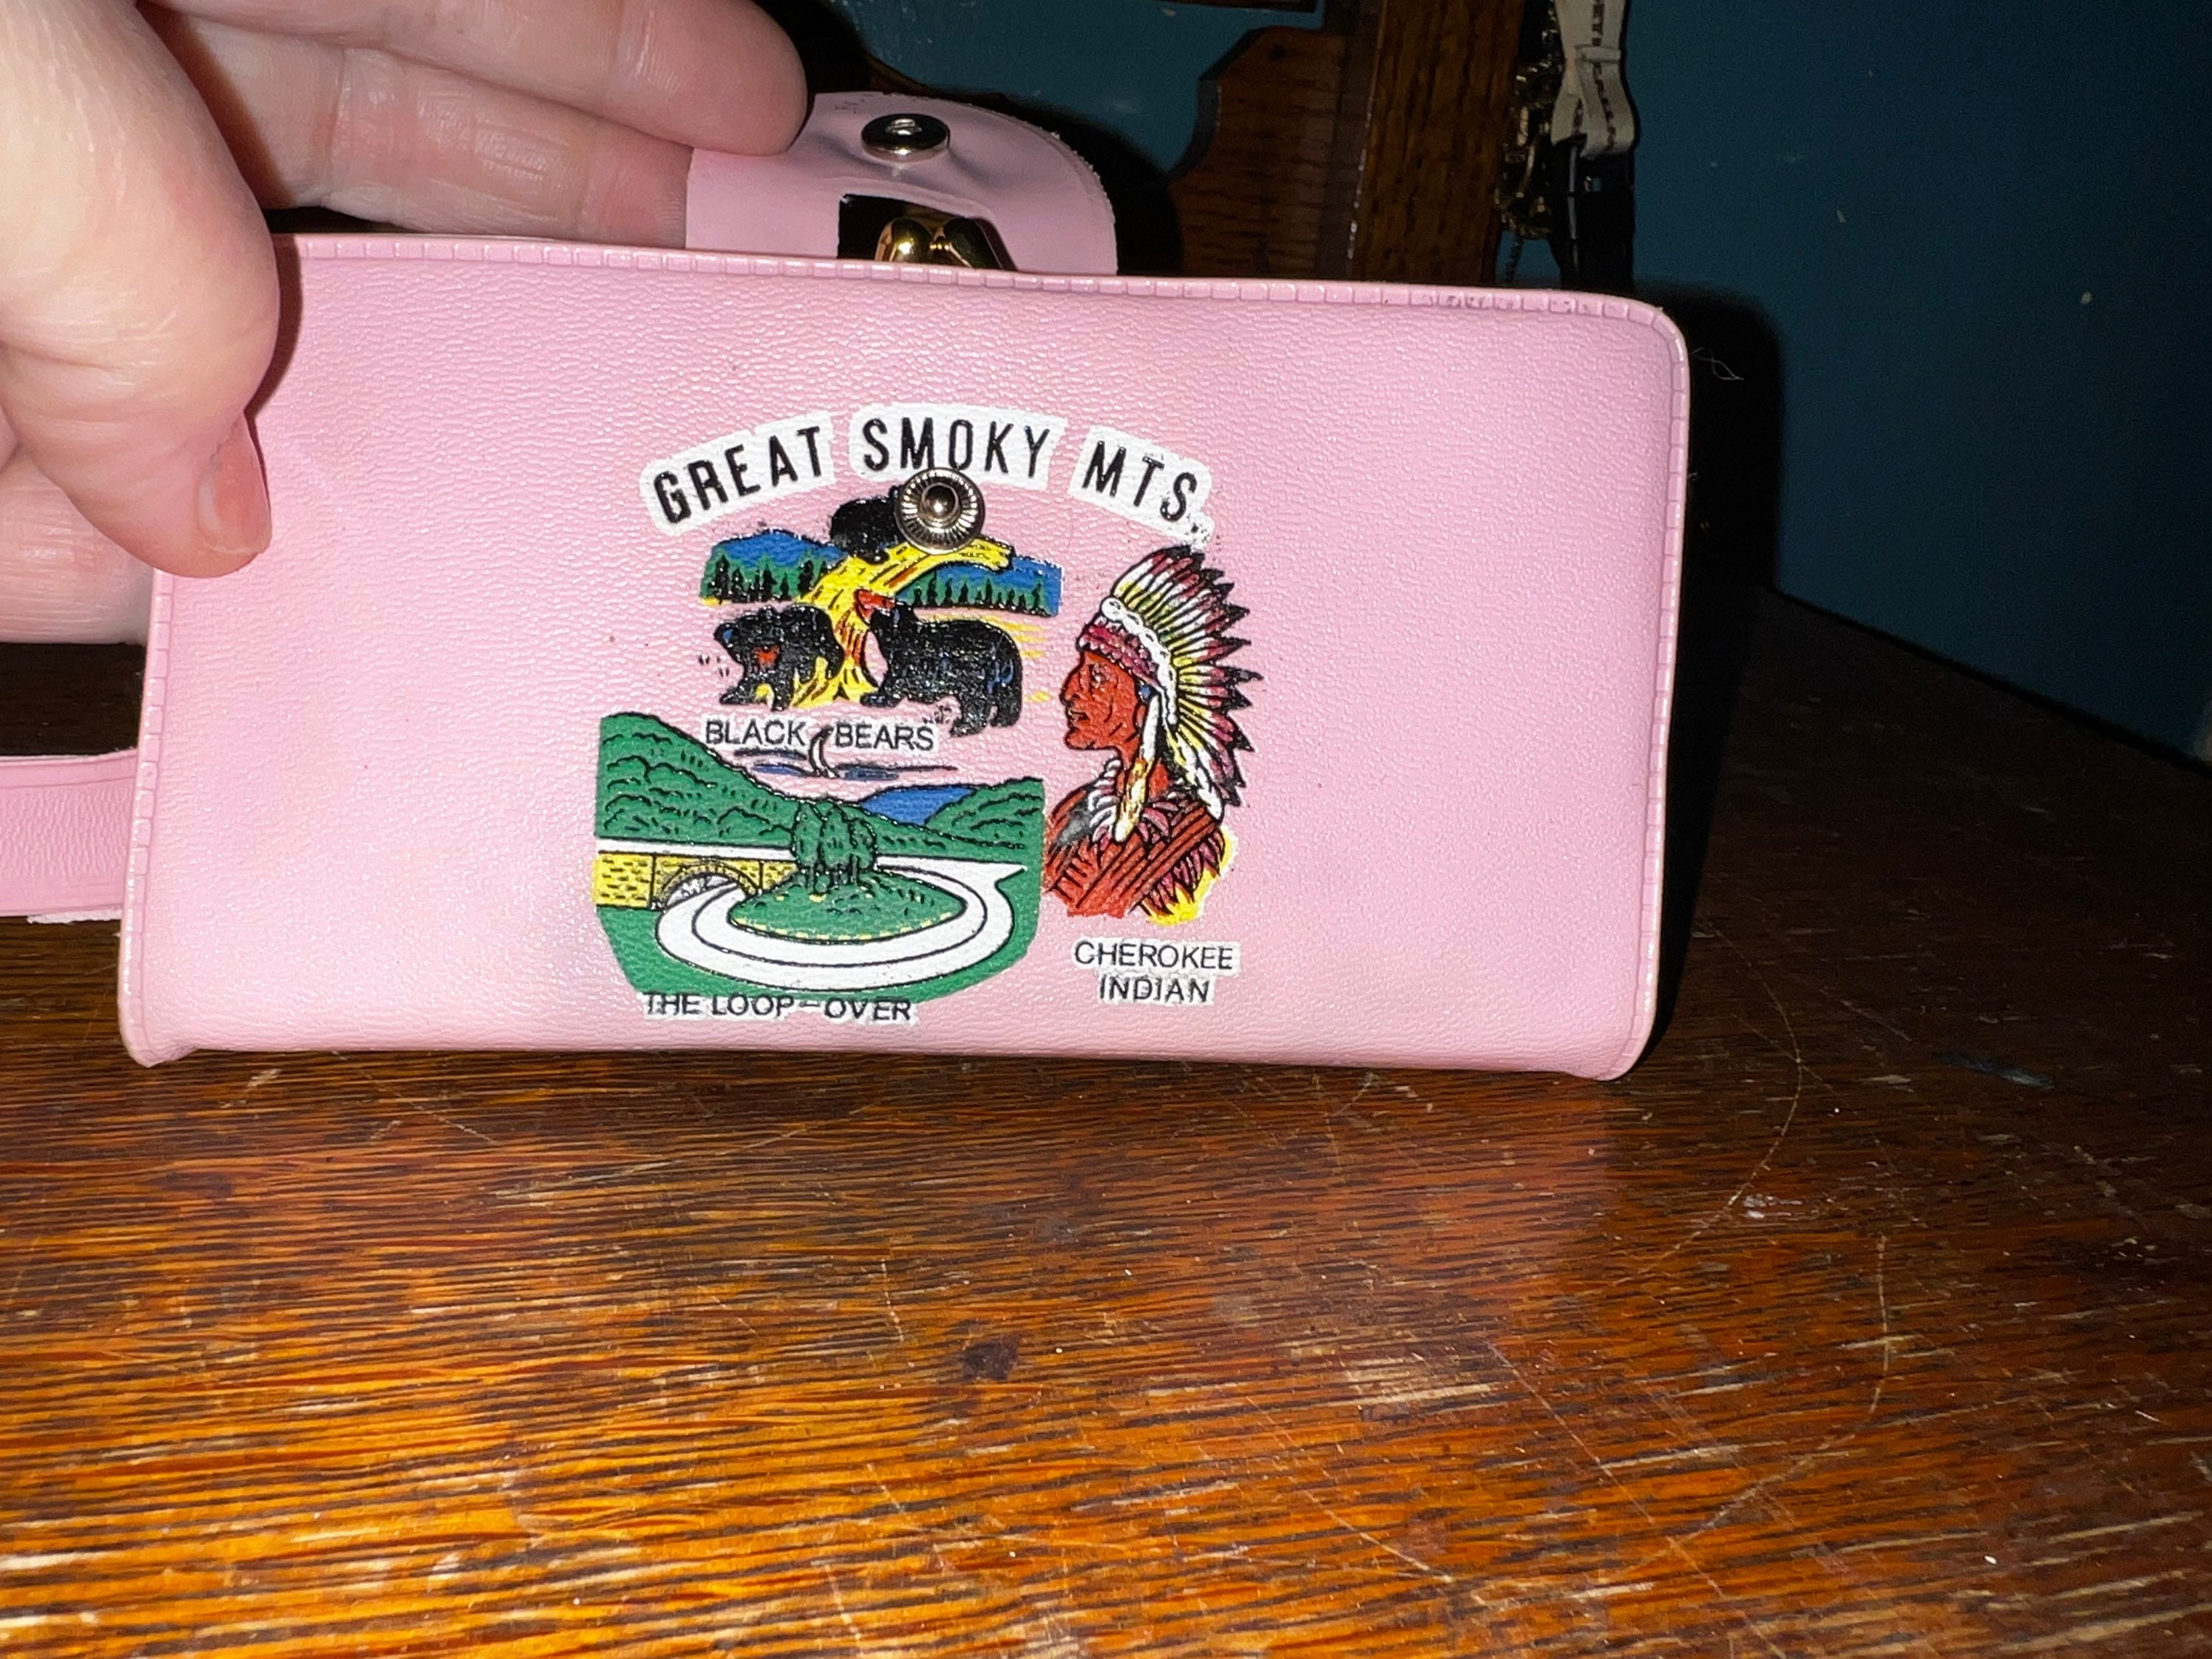 GREAT SMOKY MTS.
BLACK BEARS
THE LOOP-OVER
CHEROKEE
INDIAN